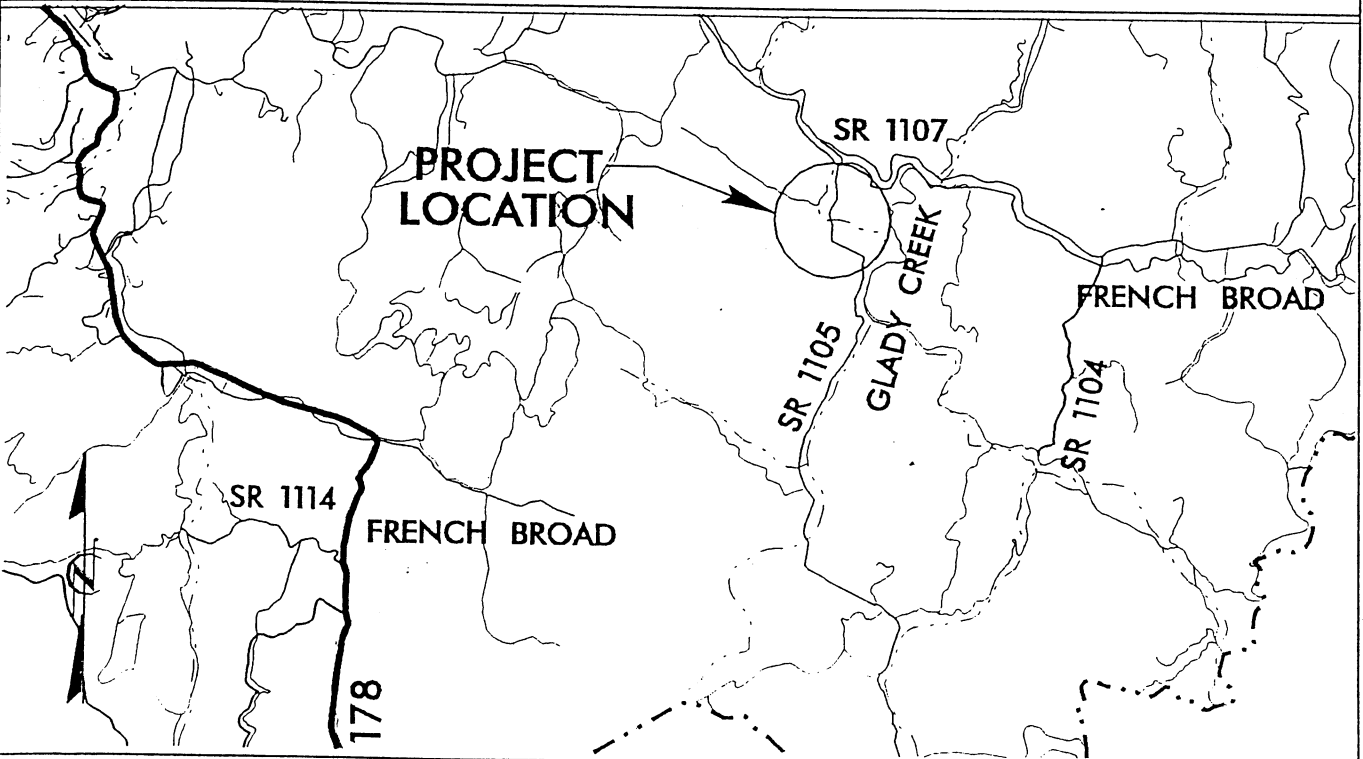 SR 1107
PROJECT
LOCATION
GLADY CREEK
FRENCH BROAD
SR 1105
SR 1104
SR 1114
FRENCH BROAD
178